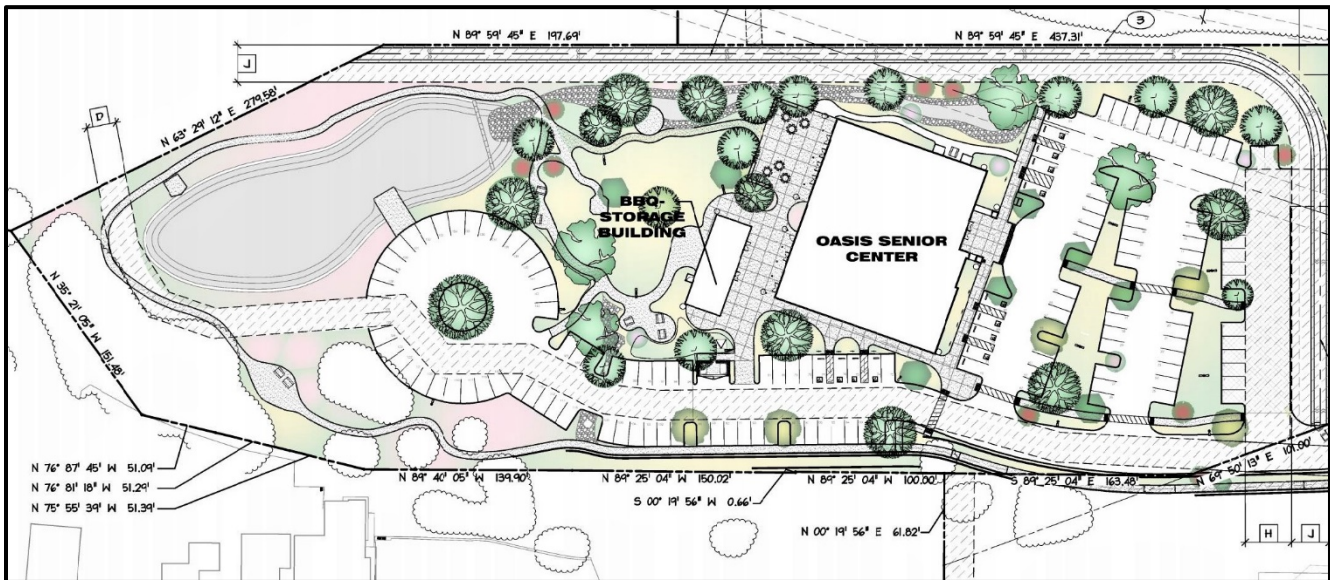 N 89° 59' 45" E 197.69'
N 89° 59' 45" E 437.31'
3
J
D
N 63° 29' 12" E 279.58'
BBQ-
STORAGE
BUILDING
OASIS SENIOR
CENTER
N 35° 21' 05" W 151.48'
N 76° 87' 45' W 51.09'
N 76° 81' 18" W 51.29'
N 75° 55' 39" W 51.39'
N 89° 40' 05" W 139.90'
N 89° 25' 04" W 150.02'
N 89° 25' 04" W 100.00'
S 89° 25' 04" E 163.48'
N 69° 50' 13" E 101.00'
S 00° 19' 56" W 0.66'
N 00° 19' 56" E 61.82'
H
J